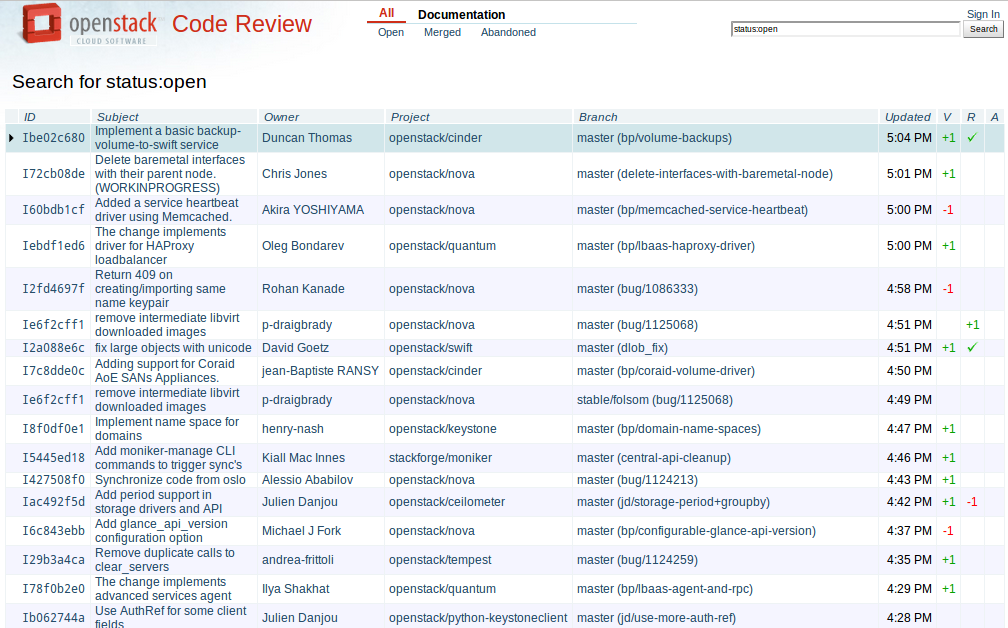 openstack
CLOUD SOFTWARE
Code Review
All Documentation
Open Merged Abandoned
Sign In
status:open Search
Search for status:open
ID Subject Owner Project Branch Updated V R A
Ibe02c680 Implement a basic backup-
volume-to-swift service Duncan Thomas openstack/cinder master (bp/volume-backups) 5:04 PM +1 ✓
I72cb08de Delete baremetal interfaces
with their parent node.
(WORKINPROGRESS) Chris Jones openstack/nova master (delete-interfaces-with-baremetal-node) 5:01 PM +1
I60bdb1cf Added a service heartbeat
driver using Memcached. Akira YOSHIYAMA openstack/nova master (bp/memcached-service-heartbeat) 5:00 PM -1
Iebdf1ed6 The change implements
driver for HAProxy
loadbalancer Oleg Bondarev openstack/quantum master (bp/lbaas-haproxy-driver) 5:00 PM +1
I2fd4697f Return 409 on
creating/importing same
name keypair Rohan Kanade openstack/nova master (bug/1086333) 4:58 PM -1
Ie6f2cff1 remove intermediate libvirt
downloaded images p-draigbrady openstack/nova master (bug/1125068) 4:51 PM +1
I2a088e6c fix large objects with unicode David Goetz openstack/swift master (dlob_fix) 4:51 PM +1 ✓
I7c8dde0c Adding support for Coraid
AoE SANs Appliances. jean-Baptiste RANSY openstack/cinder master (bp/coraid-volume-driver) 4:50 PM
Ie6f2cff1 remove intermediate libvirt
downloaded images p-draigbrady openstack/nova stable/folsom (bug/1125068) 4:49 PM
I8f0df0e1 Implement name space for
domains henry-nash openstack/keystone master (bp/domain-name-spaces) 4:47 PM +1
I5445ed18 Add moniker-manage CLI
commands to trigger sync's Kiall Mac Innes stackforge/moniker master (central-api-cleanup) 4:46 PM +1
I427508f0 Synchronize code from oslo Alessio Ababilov openstack/nova master (bug/1124213) 4:43 PM +1
Iac492f5d Add period support in
storage drivers and API Julien Danjou openstack/ceilometer master (jd/storage-period+groupby) 4:42 PM +1 -1
I6c843ebb Add glance_api_version
configuration option Michael J Fork openstack/nova master (bp/configurable-glance-api-version) 4:37 PM -1
I29b3a4ca Remove duplicate calls to
clear_servers andrea-frittoli openstack/tempest master (bug/1124259) 4:35 PM +1
I78f0b2e0 The change implements
advanced services agent Ilya Shakhat openstack/quantum master (bp/lbaas-agent-and-rpc) 4:29 PM +1
Ib062744a Use AuthRef for some client
fields Julien Danjou openstack/python-keystoneclient master (jd/use-more-auth-ref) 4:28 PM